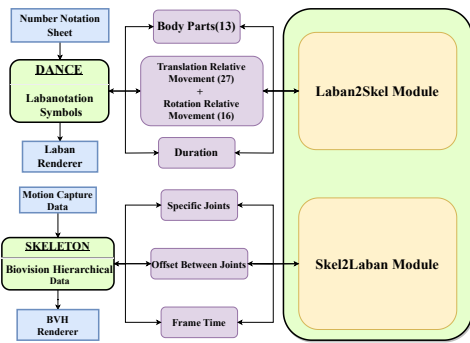 Number Notation
Sheet
DANCE
Labanotation
Symbols
Laban
Renderer
Body Parts(13)
Translation Relative
Movement (27)
+
Rotation Relative
Movement (16)
Duration
Laban2Skel Module
Motion Capture
Data
SKELETON
Biovision Hierarchical
Data
BVH
Renderer
Specific Joints
Offset Between Joints
Frame Time
Skel2Laban Module